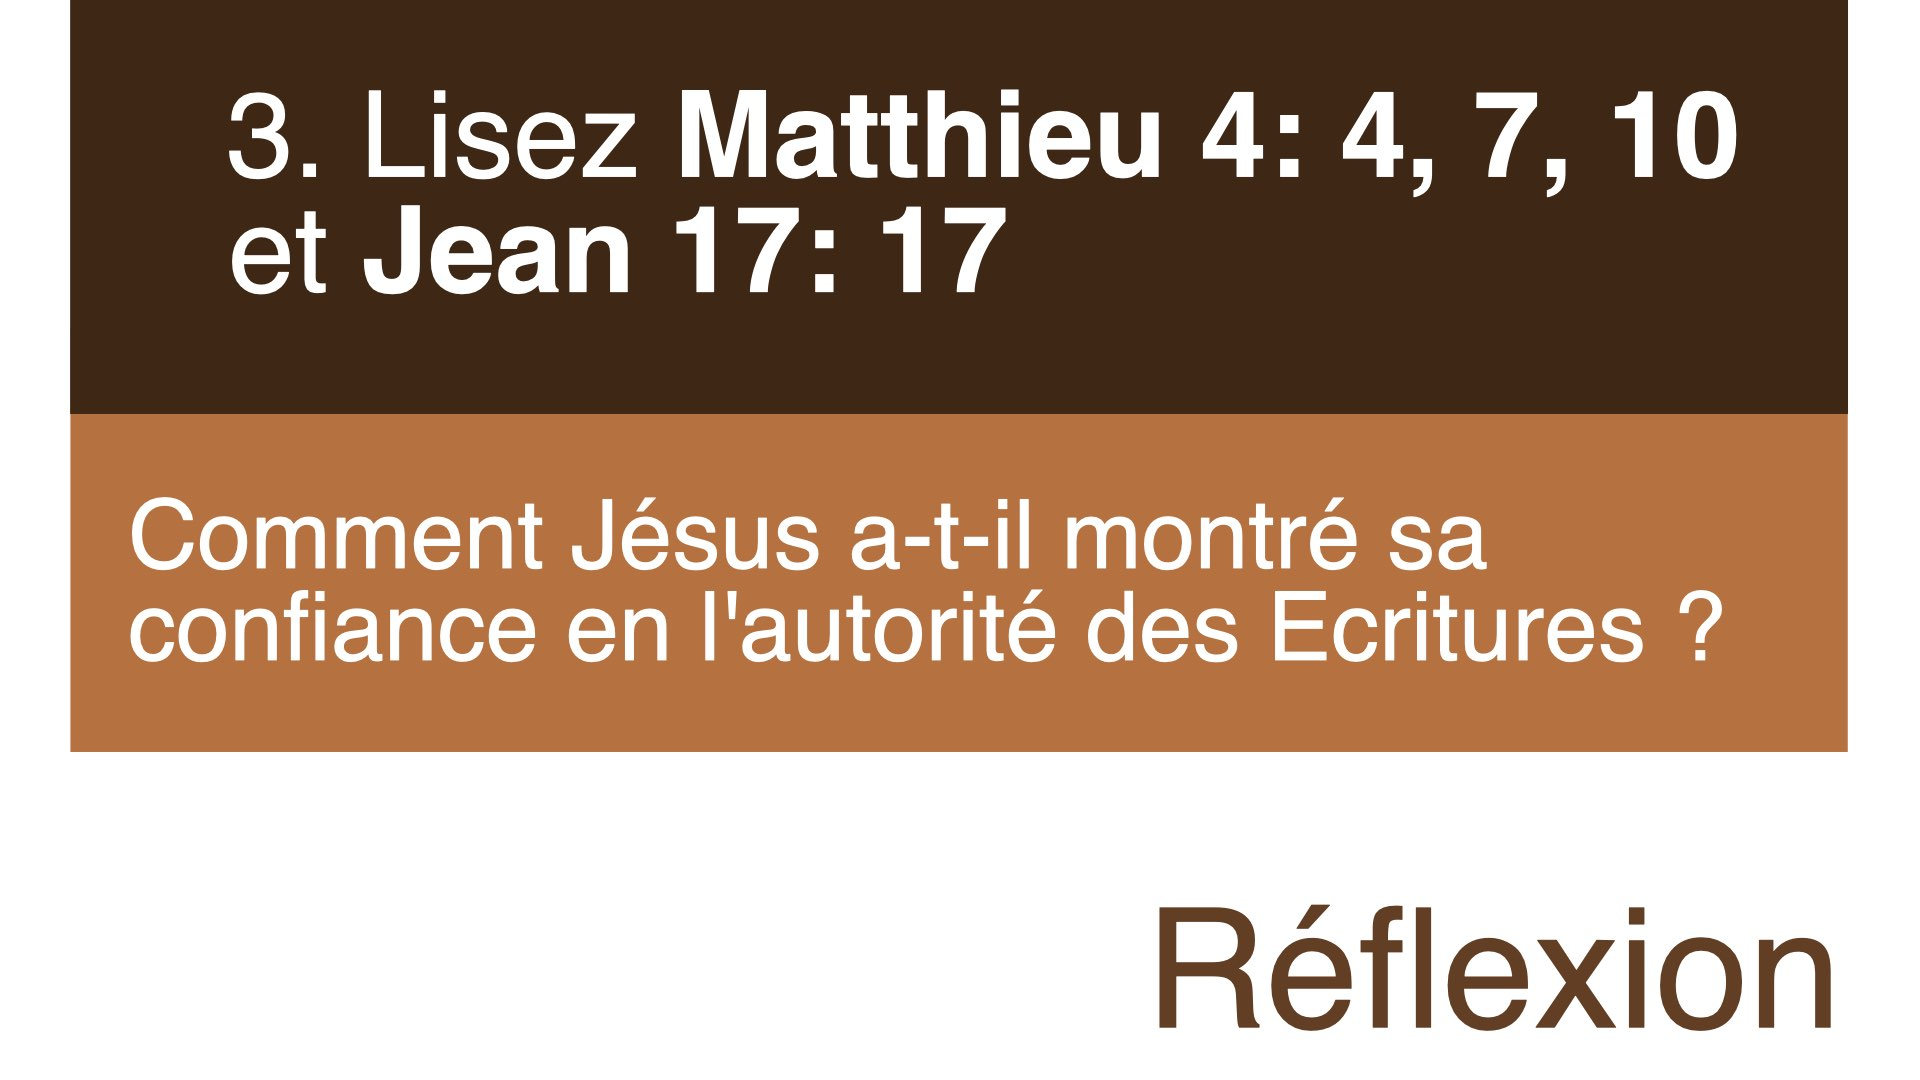 3. Lisez Matthieu 4: 4, 7, 10
et Jean 17: 17
Comment Jésus a-t-il montré sa
confiance en l'autorité des Ecritures ?
Réflexion